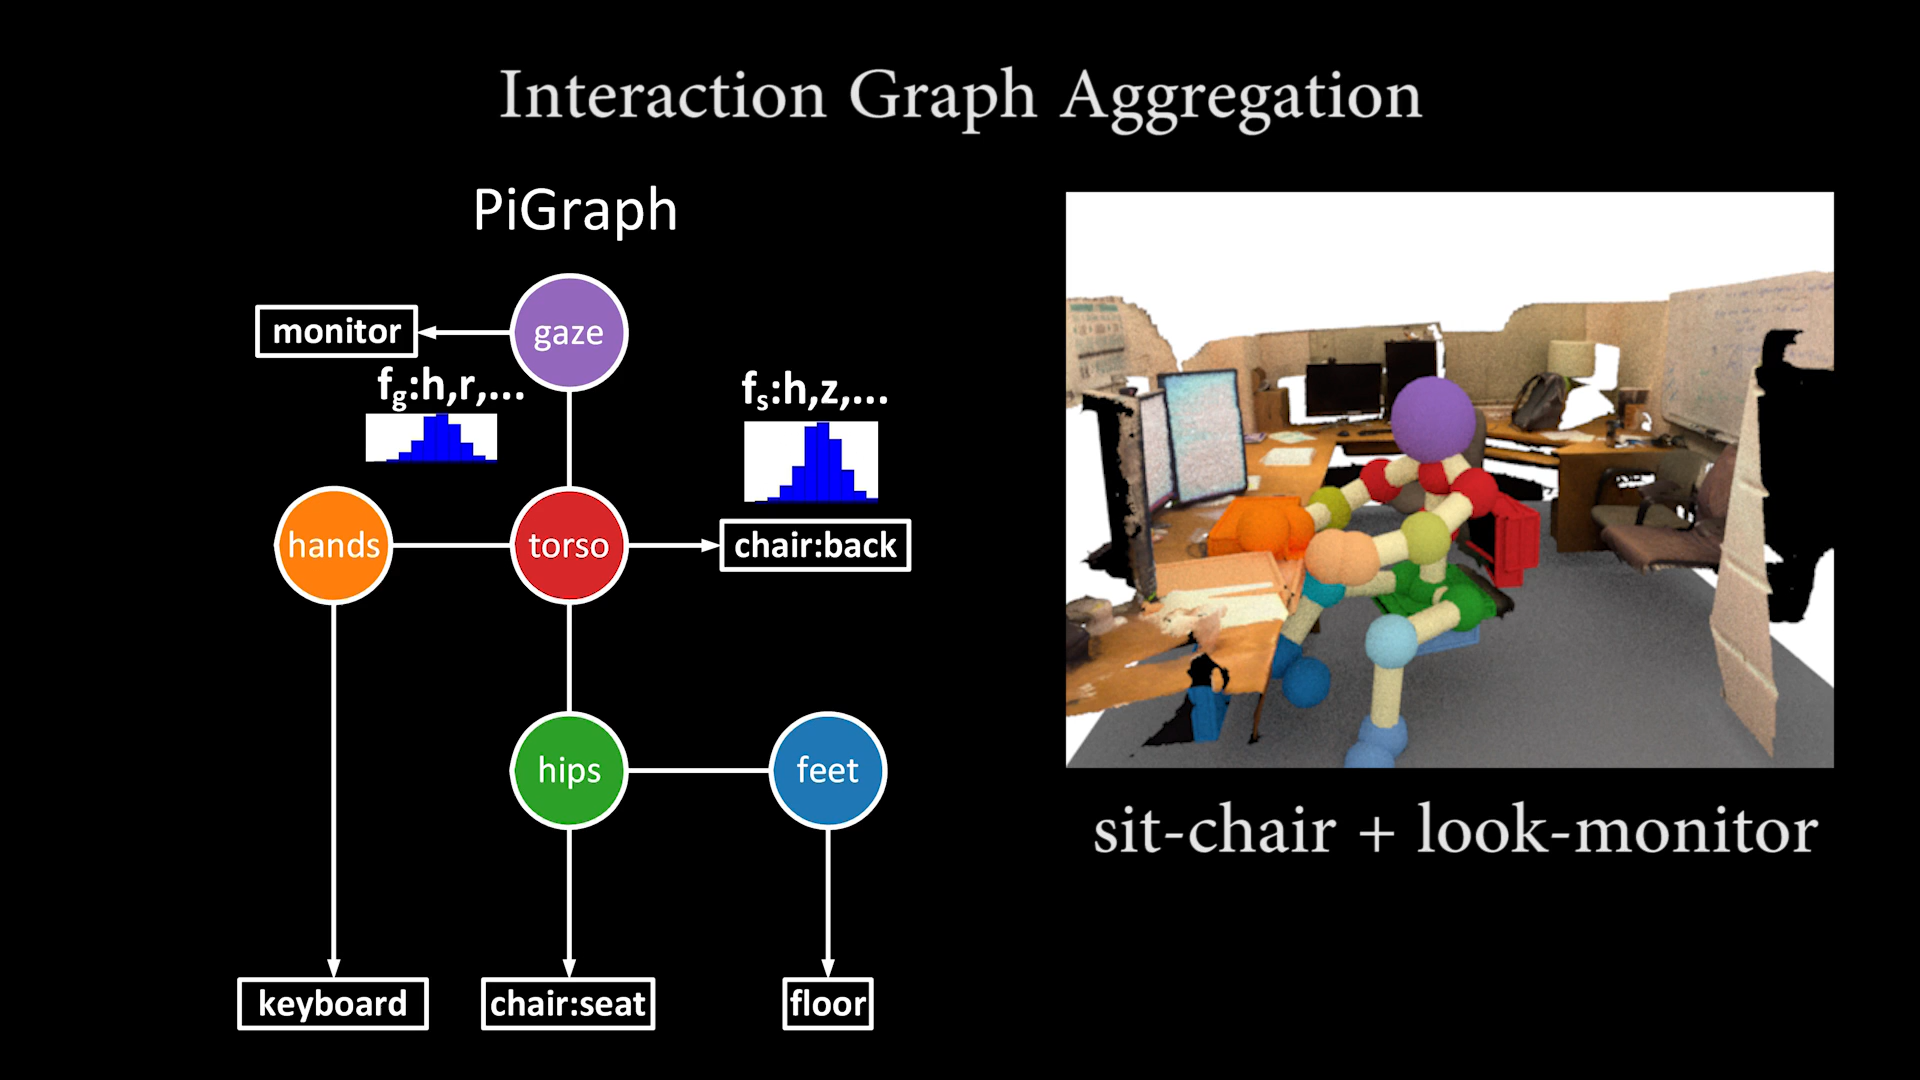 Interaction Graph Aggregation
PiGraph
monitor
gaze
f_g:h,r,...
f_s:h,z,...
hands
torso
chair:back
hips
feet
keyboard
chair:seat
floor
sit-chair + look-monitor